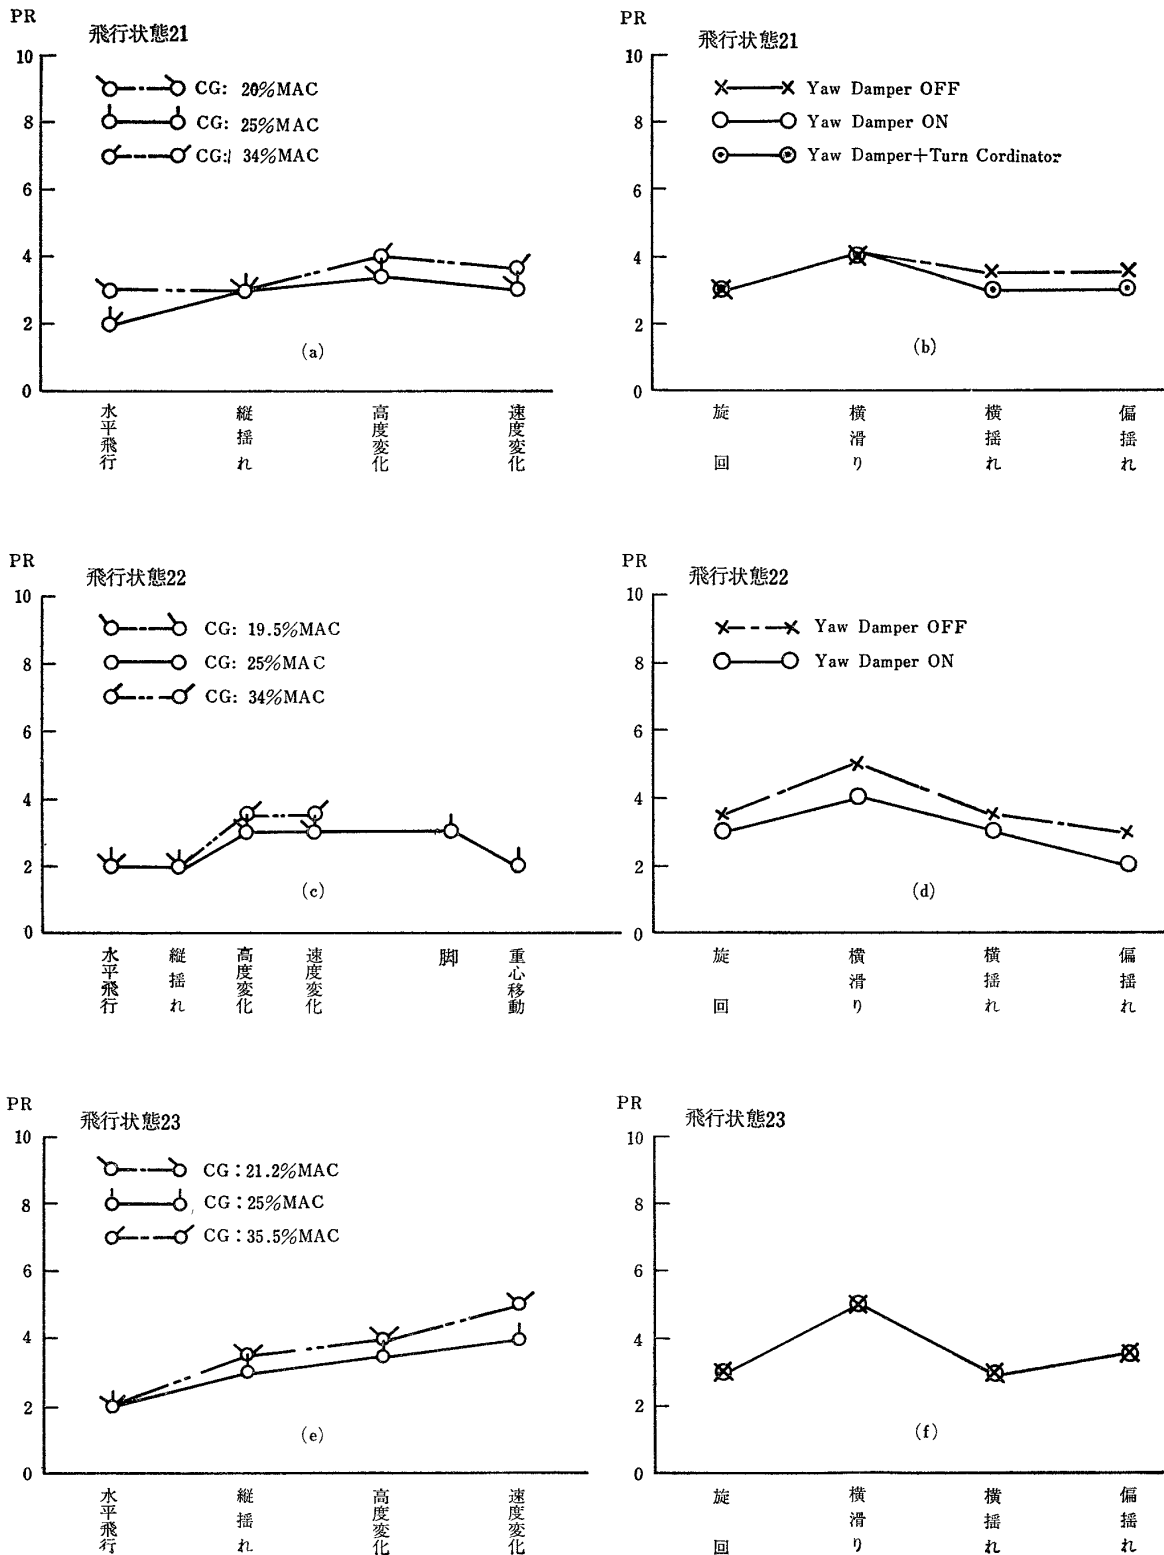 PR
飛行状態21
10
8
6
4
2
0
CG: 20%MAC
CG: 25%MAC
CG: 34%MAC
(a)
水平飛行
縦揺れ
高度変化
速度変化
PR
飛行状態21
10
8
6
4
2
0
Yaw Damper OFF
Yaw Damper ON
Yaw Damper+Turn Cordinator
(b)
旋回
横滑り
横揺れ
偏揺れ
PR
飛行状態22
10
8
6
4
2
0
CG: 19.5%MAC
CG: 25%MAC
CG: 34%MAC
(c)
水平飛行
縦揺れ
高度変化
速度変化
脚
重心移動
PR
飛行状態22
10
8
6
4
2
0
Yaw Damper OFF
Yaw Damper ON
(d)
旋回
横滑り
横揺れ
偏揺れ
PR
飛行状態23
10
8
6
4
2
0
CG:21.2%MAC
CG:25%MAC
CG:35.5%MAC
(e)
水平飛行
縦揺れ
高度変化
速度変化
PR
飛行状態23
10
8
6
4
2
0
(f)
旋回
横滑り
横揺れ
偏揺れ